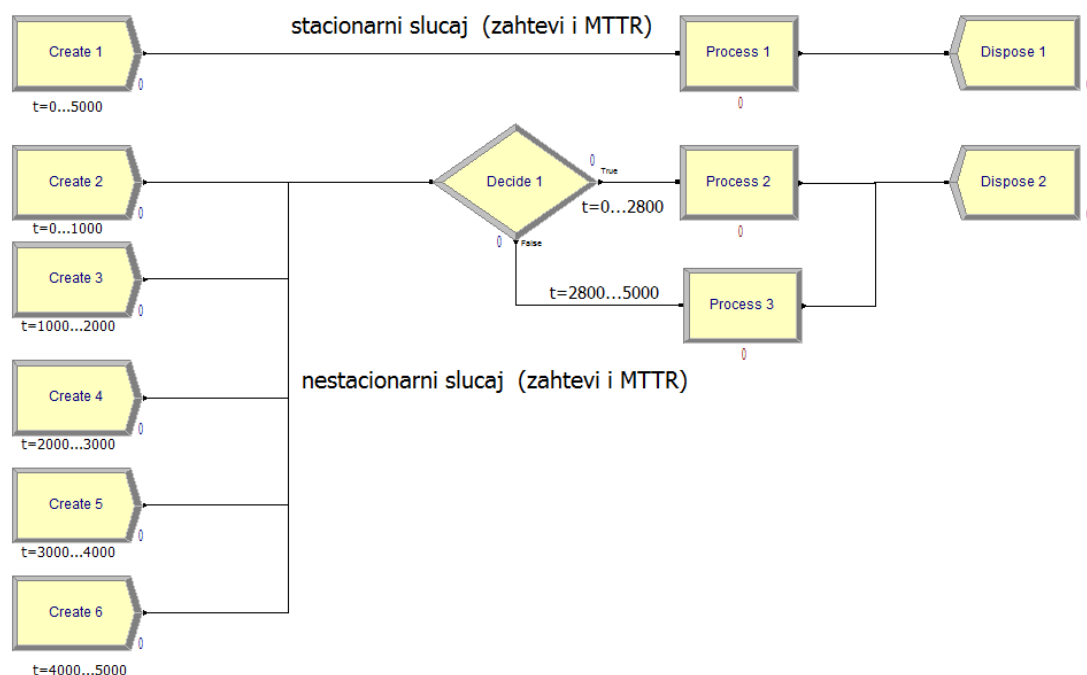 stacionarni slucaj (zahtevi i MTTR)
Create 1
Process 1
Dispose 1
0
0
0
t=0...5000
Create 2
Decide 1
0
True
Process 2
Dispose 2
t=0...2800
0
0
False
0
0
t=0...1000
Create 3
t=2800...5000
Process 3
0
0
t=1000...2000
nestacionarni slucaj (zahtevi i MTTR)
Create 4
0
t=2000...3000
Create 5
0
t=3000...4000
Create 6
0
t=4000...5000